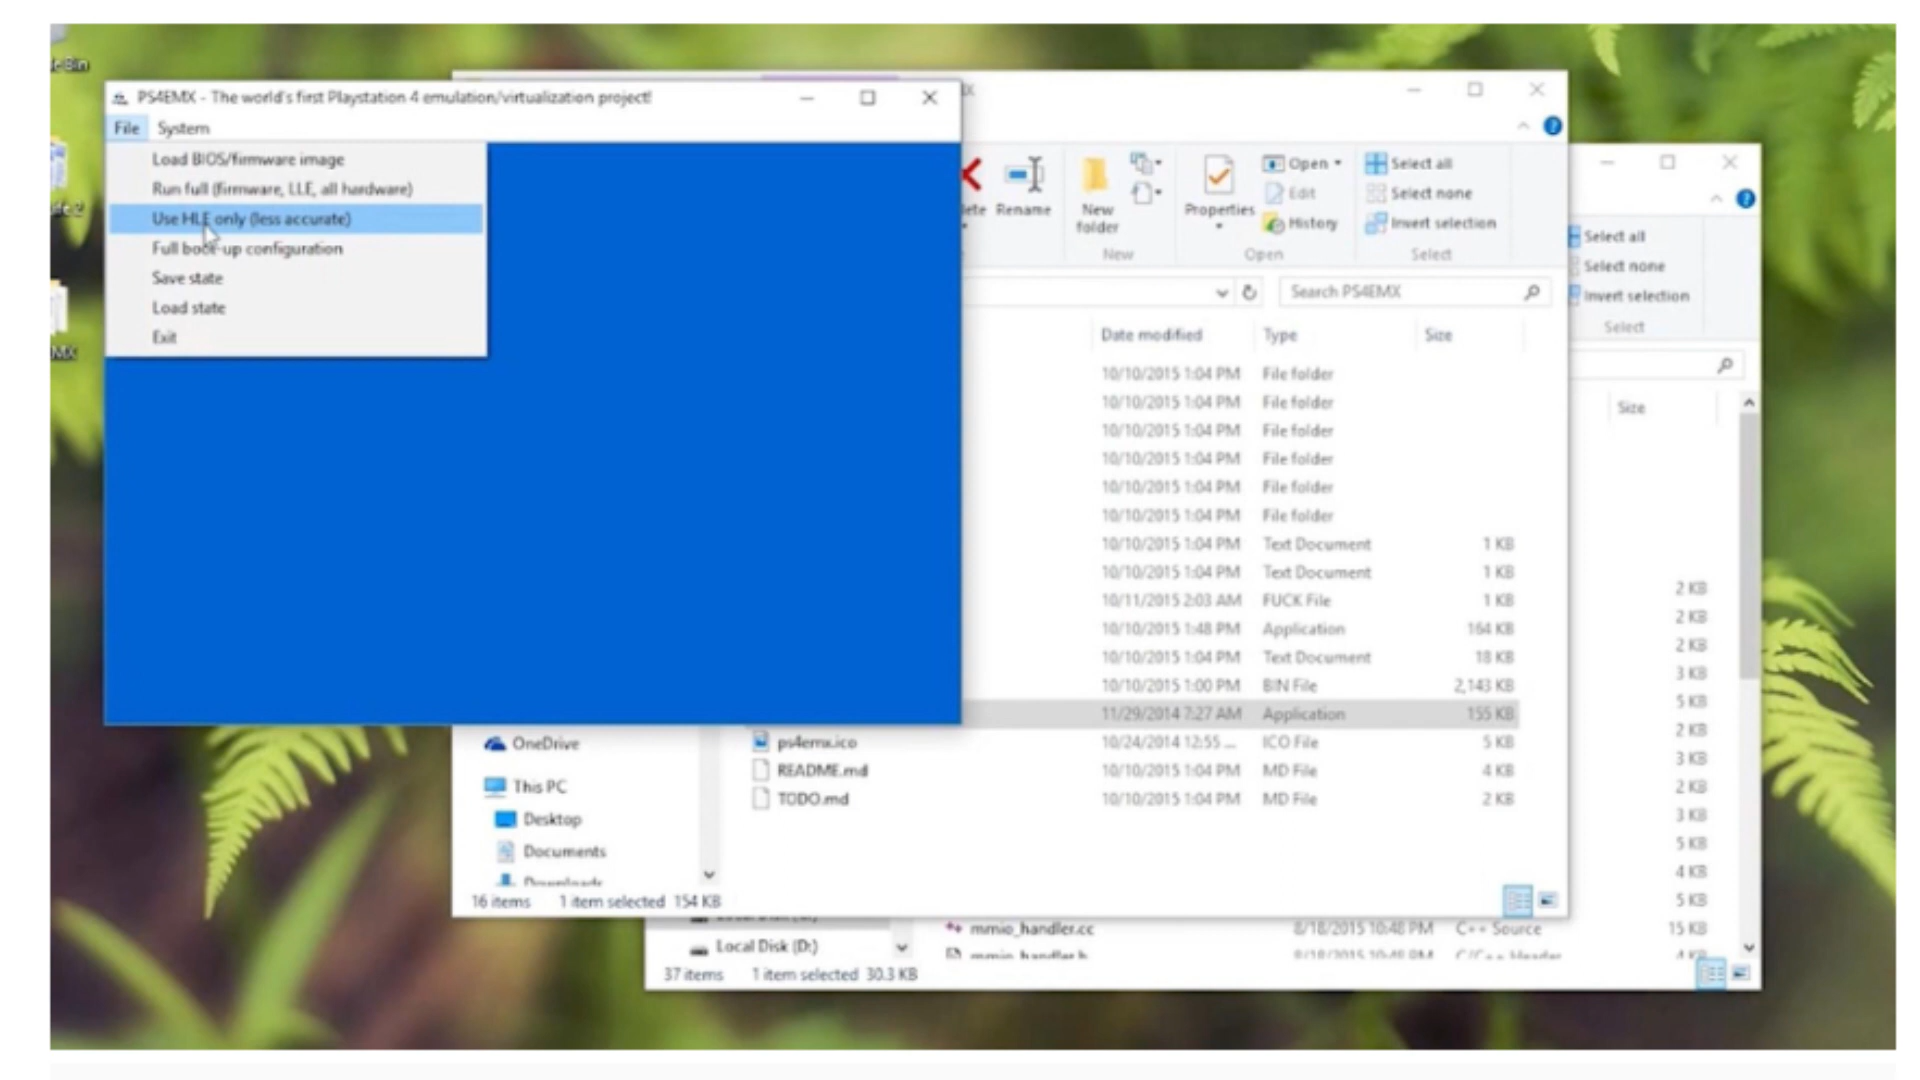 PS4EMX - The world's first Playstation 4 emulation/virtualization project!
File System
Load BIOS/firmware image
Run full (firmware, LLE, all hardware)
Use HLE only (less accurate)
Full boot-up configuration
Save state
Load state
Exit
Rename
New folder
Properties
Open
Edit
History
Select all
Select none
Invert selection
New
Open
Select
Search PS4EMX
Date modified Type Size
10/10/2015 1:04 PM File folder
10/10/2015 1:04 PM File folder
10/10/2015 1:04 PM File folder
10/10/2015 1:04 PM File folder
10/10/2015 1:04 PM File folder
10/10/2015 1:04 PM File folder
10/10/2015 1:04 PM Text Document 1 KB
10/10/2015 1:04 PM Text Document 1 KB
10/11/2015 2:03 AM FUCK File 1 KB
10/10/2015 1:48 PM Application 164 KB
10/10/2015 1:04 PM Text Document 18 KB
10/10/2015 1:00 PM BIN File 2,143 KB
11/29/2014 7:27 AM Application 155 KB
ps4emx.ico 10/24/2014 12:55 ... ICO File 5 KB
README.md 10/10/2015 1:04 PM MD File 4 KB
TODO.md 10/10/2015 1:04 PM MD File 2 KB
OneDrive
This PC
Desktop
Documents
Downloads
16 items 1 item selected 154 KB
Select all
Select none
Invert selection
Select
Size
2 KB
2 KB
2 KB
3 KB
5 KB
2 KB
3 KB
2 KB
3 KB
5 KB
4 KB
5 KB
Local Disk (D:)
mmio_handler.cc 8/18/2015 10:48 PM C++ Source 15 KB
mmio_handler.h 8/18/2015 10:48 PM C/C++ Header 4 KB
37 items 1 item selected 30.3 KB